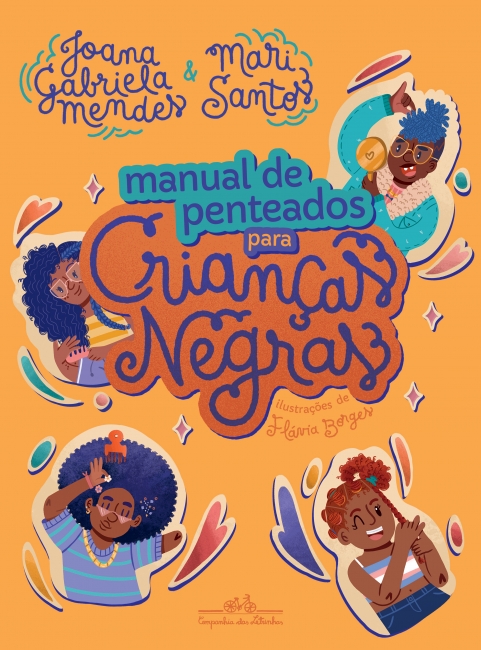 Joana
Gabriela
Mendes
&
Mari
Santos
manual de
penteados
para
Crianças
Negras
ilustrações de
Flávia Borges
Companhia das Letrinhas